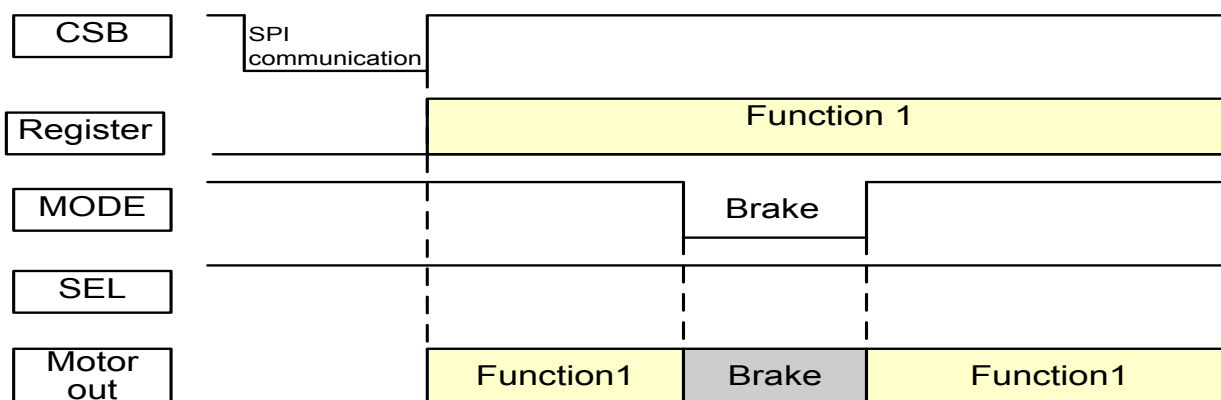 CSB
SPI
communication
Register
Function 1
MODE
Brake
SEL
Motor
out
Function1
Brake
Function1